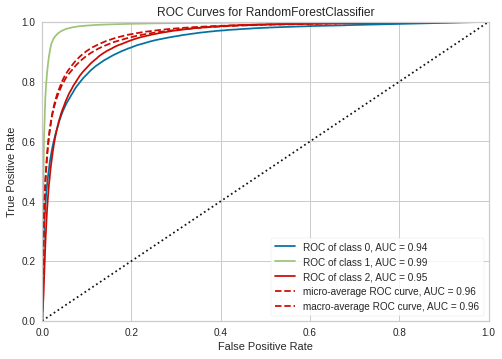 ROC Curves for RandomForestClassifier
True Positive Rate
1.0
0.8
0.6
0.4
0.2
0.0
ROC of class 0, AUC = 0.94
ROC of class 1, AUC = 0.99
ROC of class 2, AUC = 0.95
micro-average ROC curve, AUC = 0.96
macro-average ROC curve, AUC = 0.96
0.0 0.2 0.4 0.6 0.8 1.0
False Positive Rate